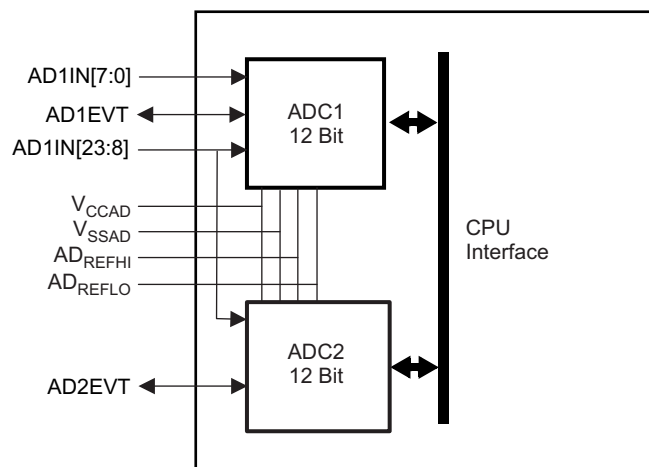 AD1IN[7:0]
AD1EVT
AD1IN[23:8]
ADC1
12 Bit
VCCAD
VSSAD
ADREFHI
ADREFLO
CPU
Interface
ADC2
12 Bit
AD2EVT